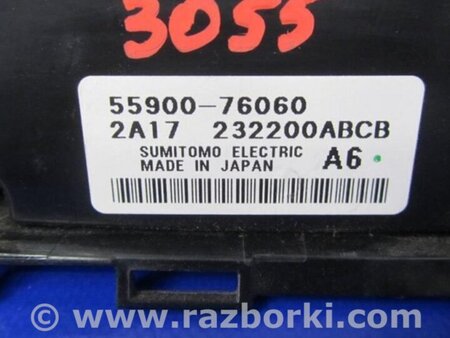 3055
55900-76060
2A17 232200ABCB
SUMITOMO ELECTRIC
MADE IN JAPAN A6
© www.razborki.com